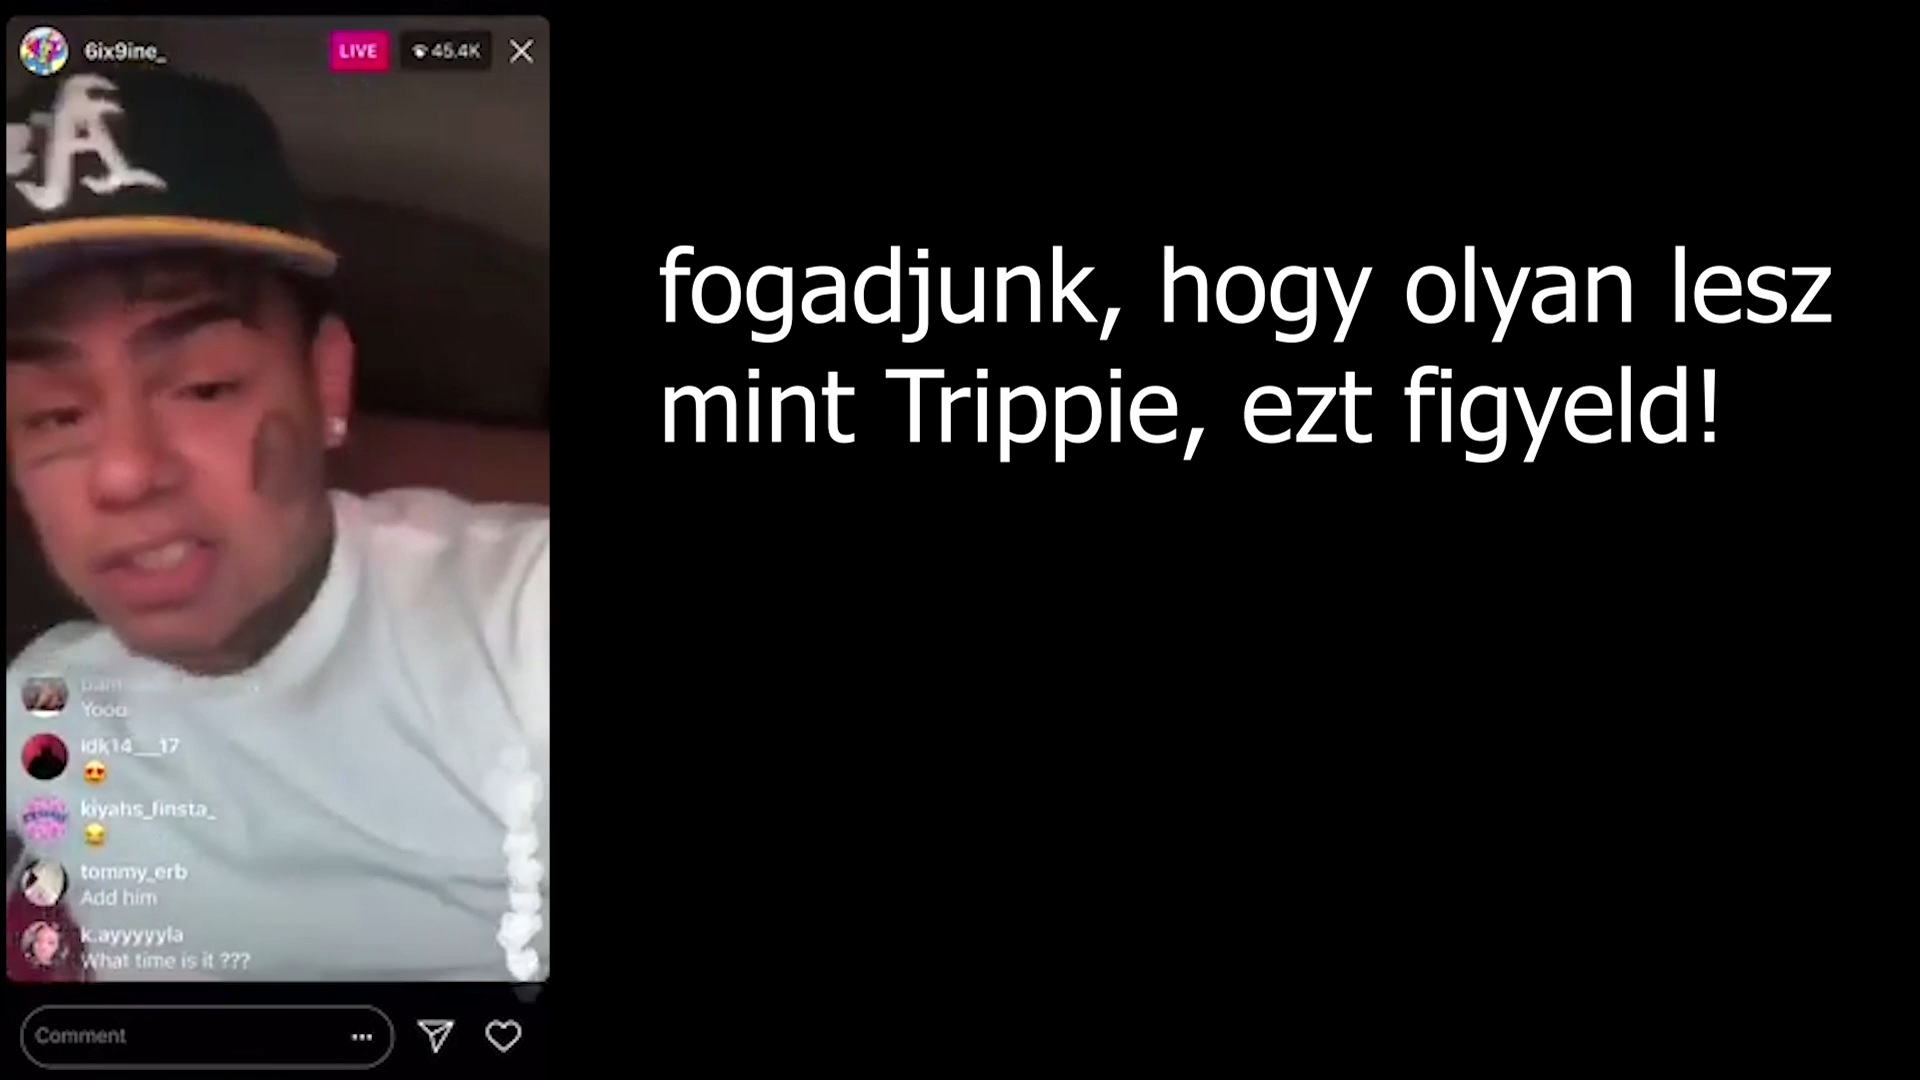 6ix9ine_
LIVE
45.4K
A
fogadjunk, hogy olyan lesz
mint Trippie, ezt figyeld!
Yooo
idk14__17
kiyahs_finsta_
tommy_erb
Add him
k.ayyyyyla
What time is it ???
Comment